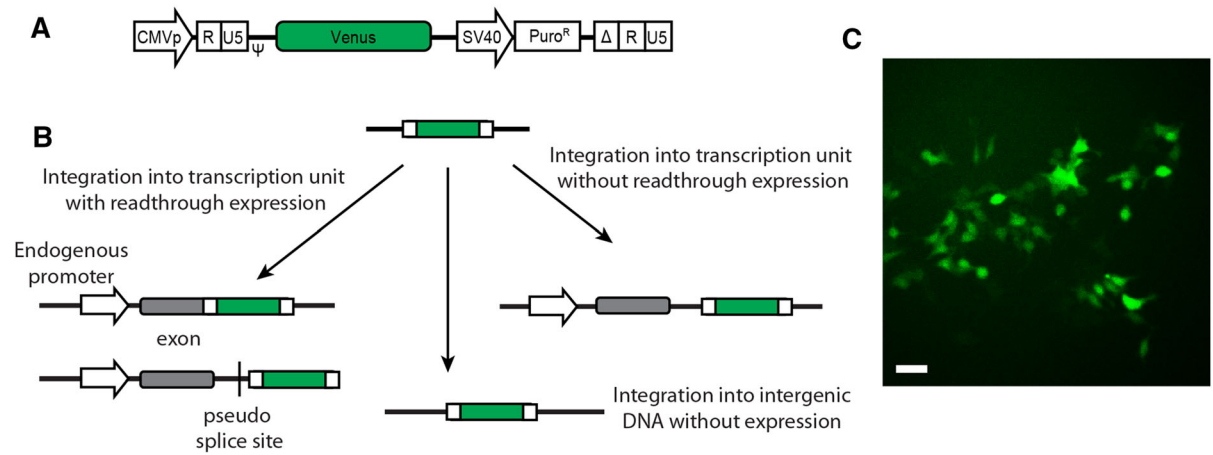 A
CMVp R U5 Ψ Venus SV40 Puroᴿ Δ R U5
B
Integration into transcription unit
with readthrough expression
Integration into transcription unit
without readthrough expression
Endogenous
promoter
exon
pseudo
splice site
Integration into intergenic
DNA without expression
C